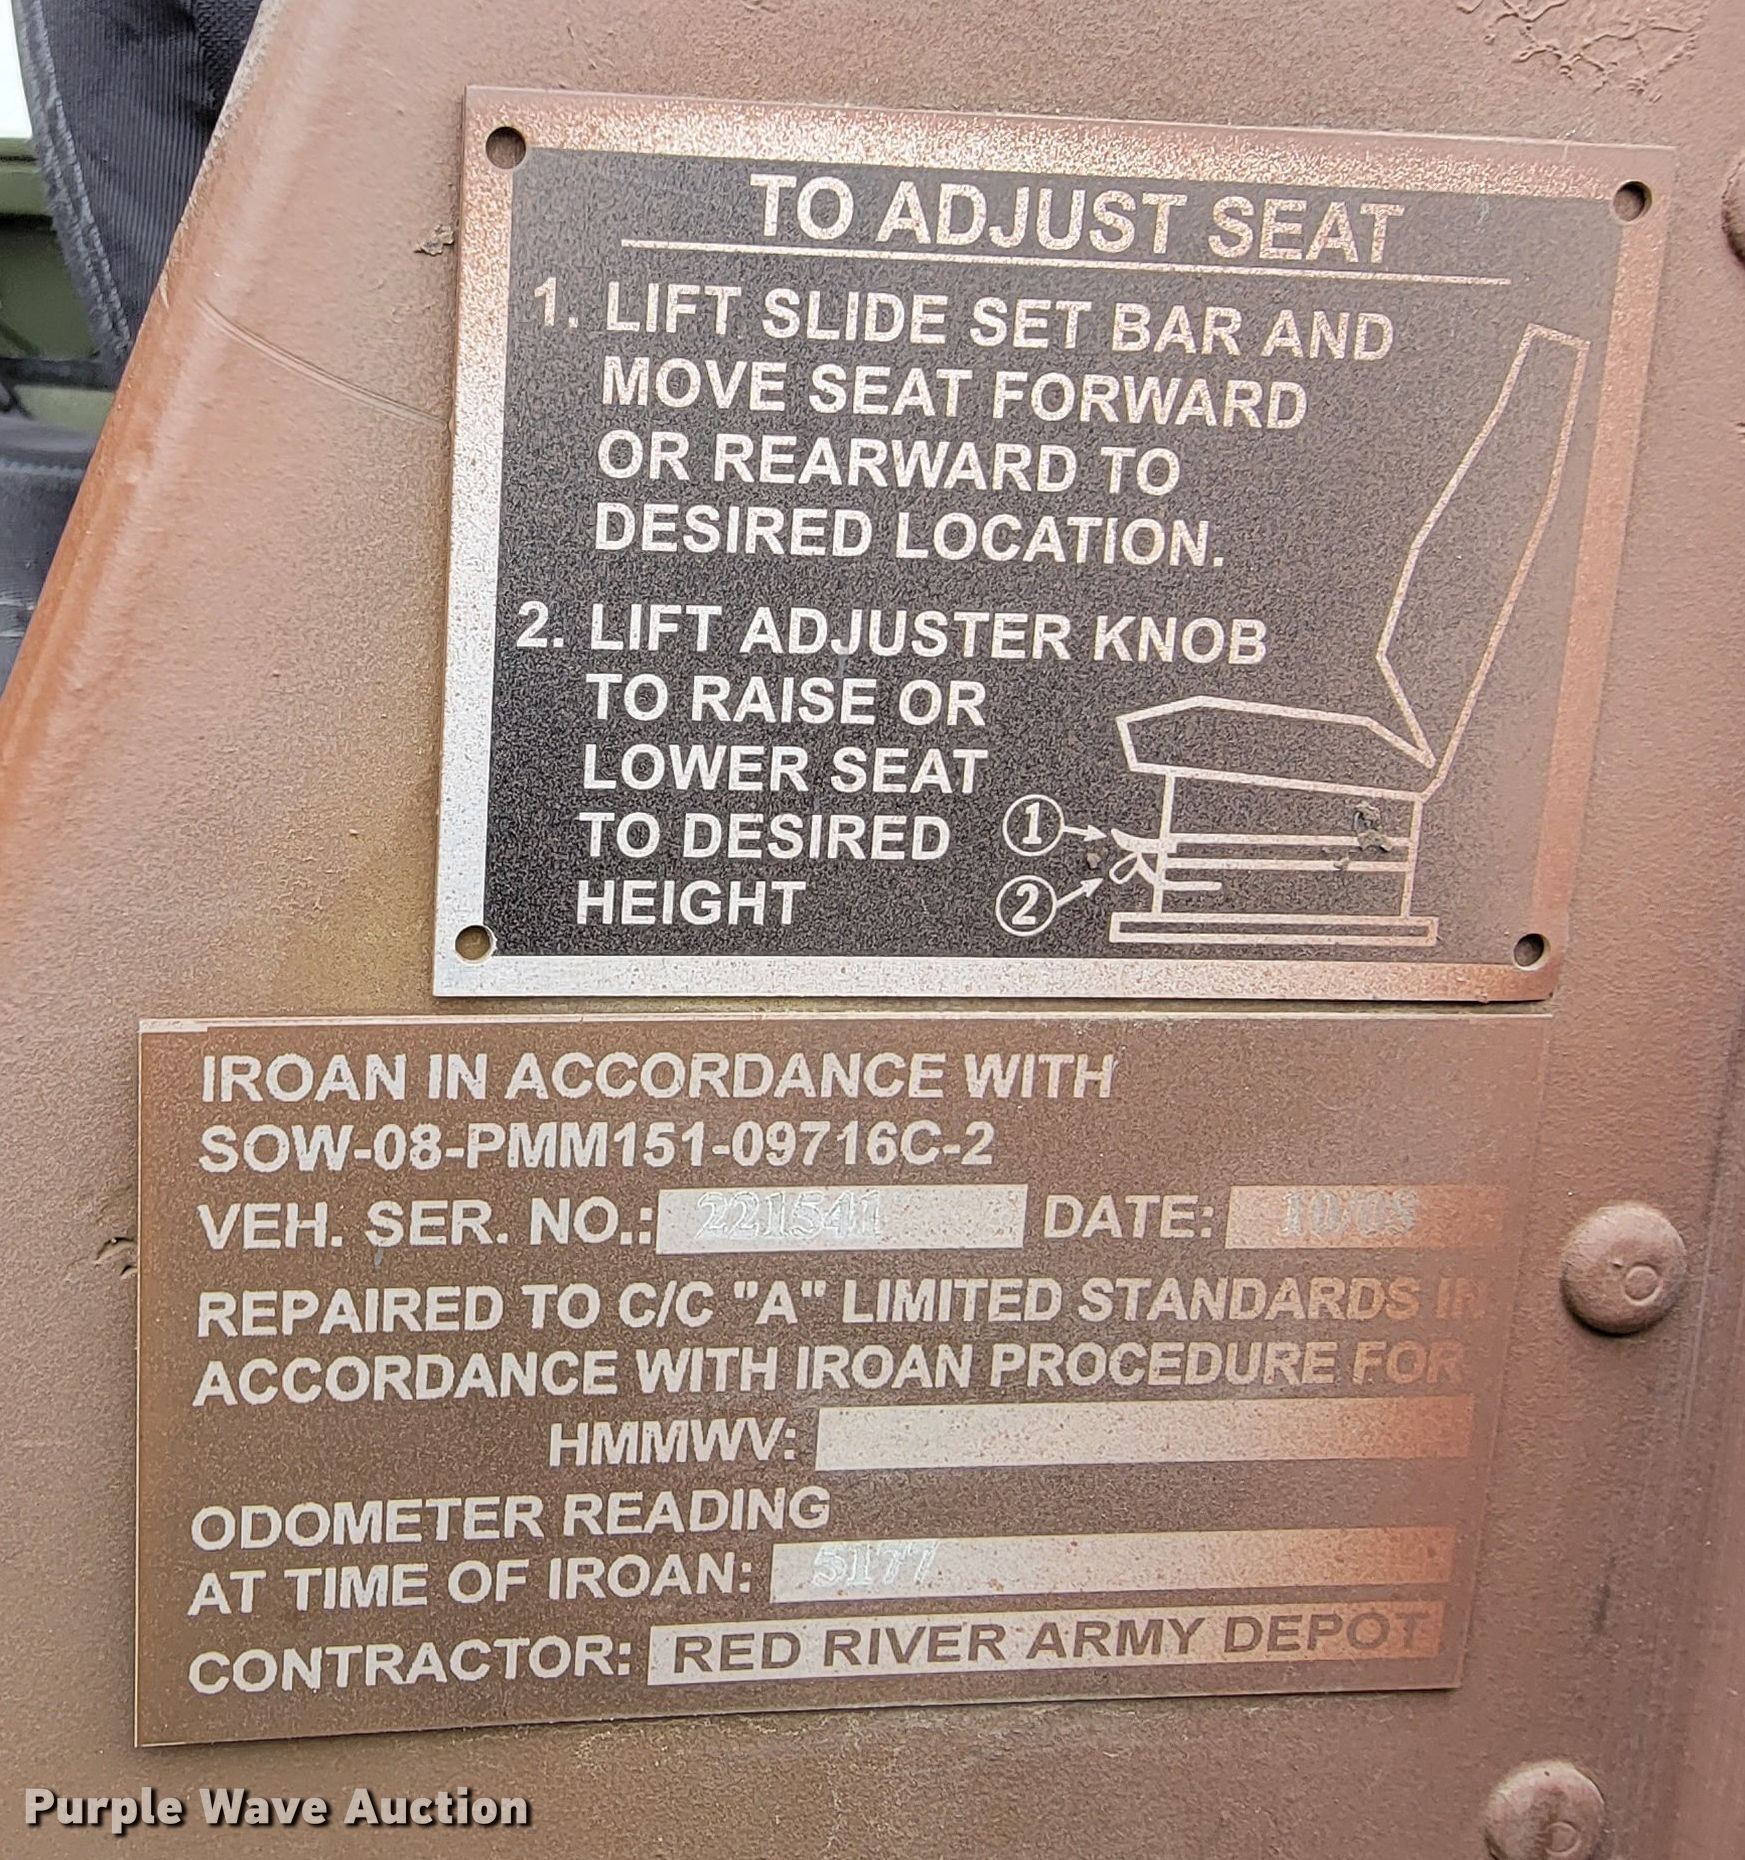 TO ADJUST SEAT
1. LIFT SLIDE SET BAR AND
MOVE SEAT FORWARD
OR REARWARD TO
DESIRED LOCATION.
2. LIFT ADJUSTER KNOB
TO RAISE OR
LOWER SEAT
TO DESIRED
HEIGHT
1
2
IROAN IN ACCORDANCE WITH
SOW-08-PMM151-09716C-2
VEH. SER. NO.: 221541 DATE: 10/08
REPAIRED TO C/C "A" LIMITED STANDARDS IN
ACCORDANCE WITH IROAN PROCEDURE FOR
HMMWV:
ODOMETER READING
AT TIME OF IROAN: 5177
CONTRACTOR: RED RIVER ARMY DEPOT
Purple Wave Auction